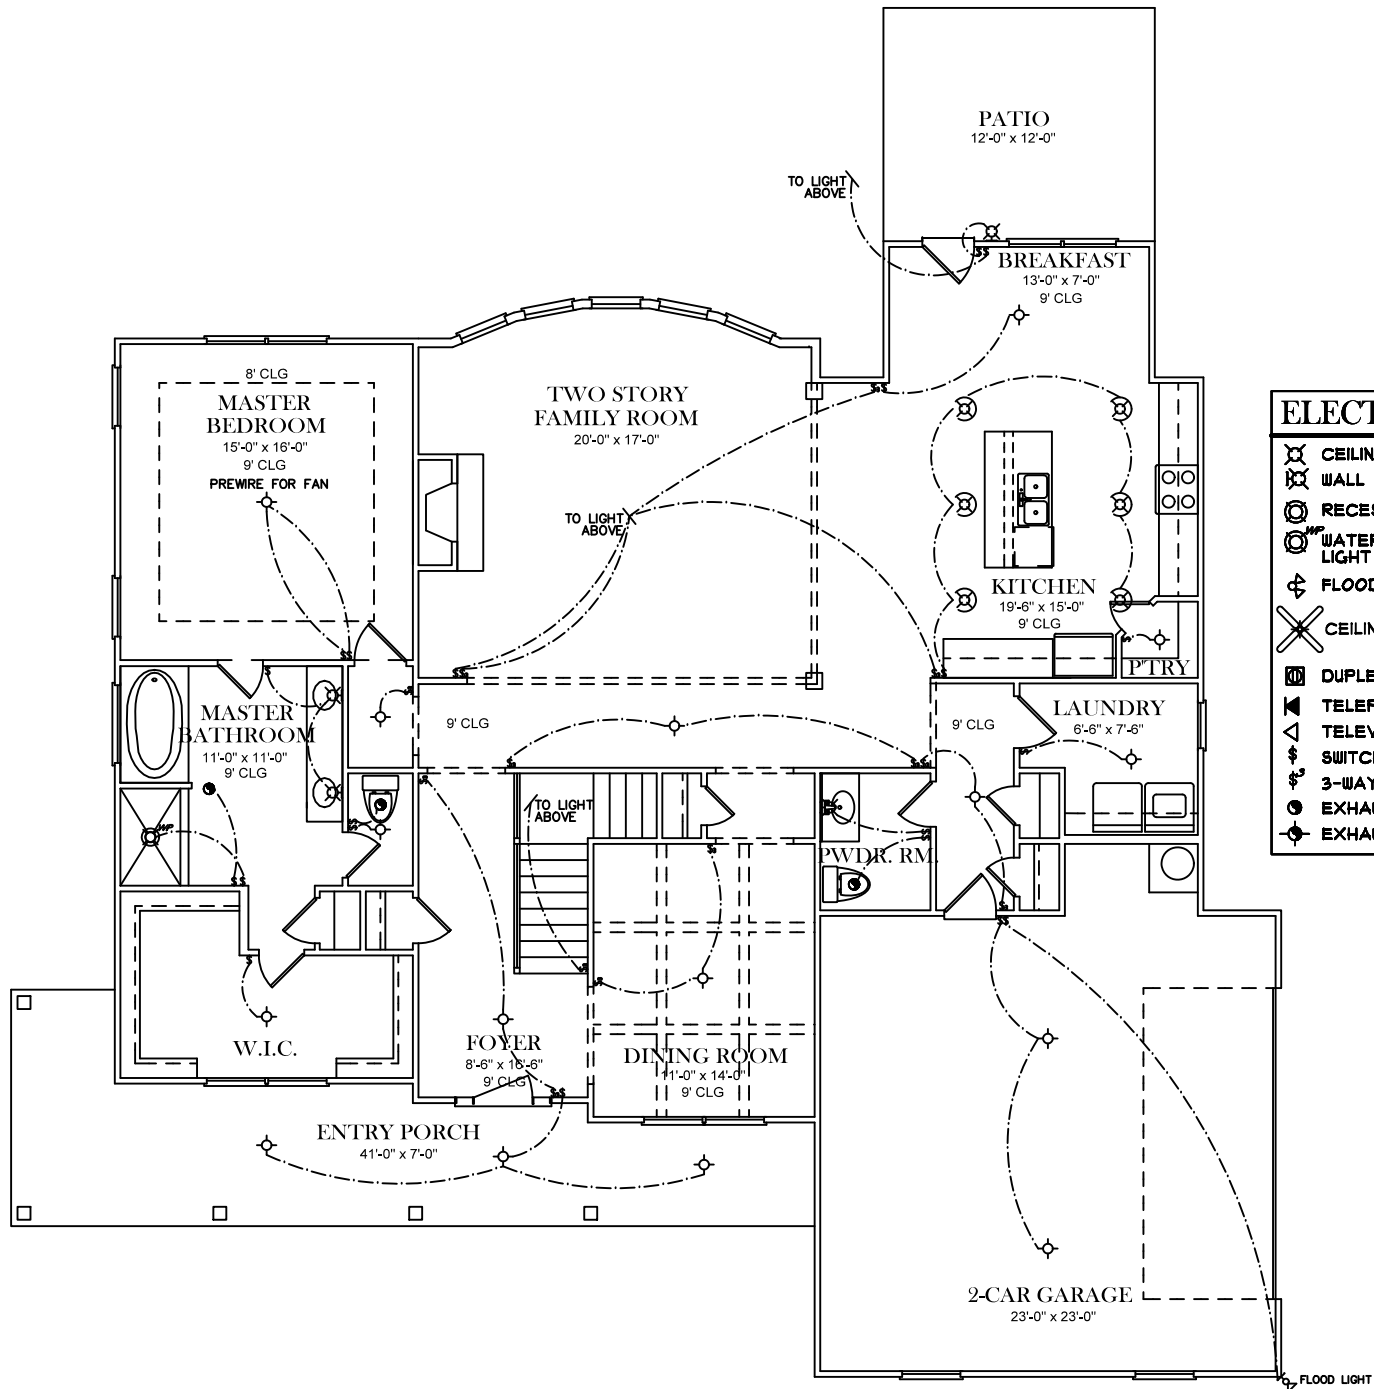 PATIO
12'-0" x 12'-0"
TO LIGHT
ABOVE
BREAKFAST
13'-0" x 7'-0"
9' CLG
8' CLG
MASTER
BEDROOM
15'-0" x 16'-0"
9' CLG
PREWIRE FOR FAN
TWO STORY
FAMILY ROOM
20'-0" x 17'-0"
TO LIGHT
ABOVE
KITCHEN
19'-6" x 15'-0"
9' CLG
P'TRY
MASTER
BATHROOM
11'-0" x 11'-0"
9' CLG
9' CLG
9' CLG
LAUNDRY
6'-6" x 7'-6"
TO LIGHT
ABOVE
PWDR. RM.
WP
W.I.C.
FOYER
8'-6" x 16'-6"
9' CLG
DINING ROOM
11'-0" x 14'-0"
9' CLG
ENTRY PORCH
41'-0" x 7'-0"
2-CAR GARAGE
23'-0" x 23'-0"
FLOOD LIGHT
ELECT
CEILIN
WALL
RECES
WP WATER
LIGHT
FLOOD
CEILIN
DUPLE
TELEF
TELEV
$ SWITCH
$3 3-WAY
EXHAU
EXHAU